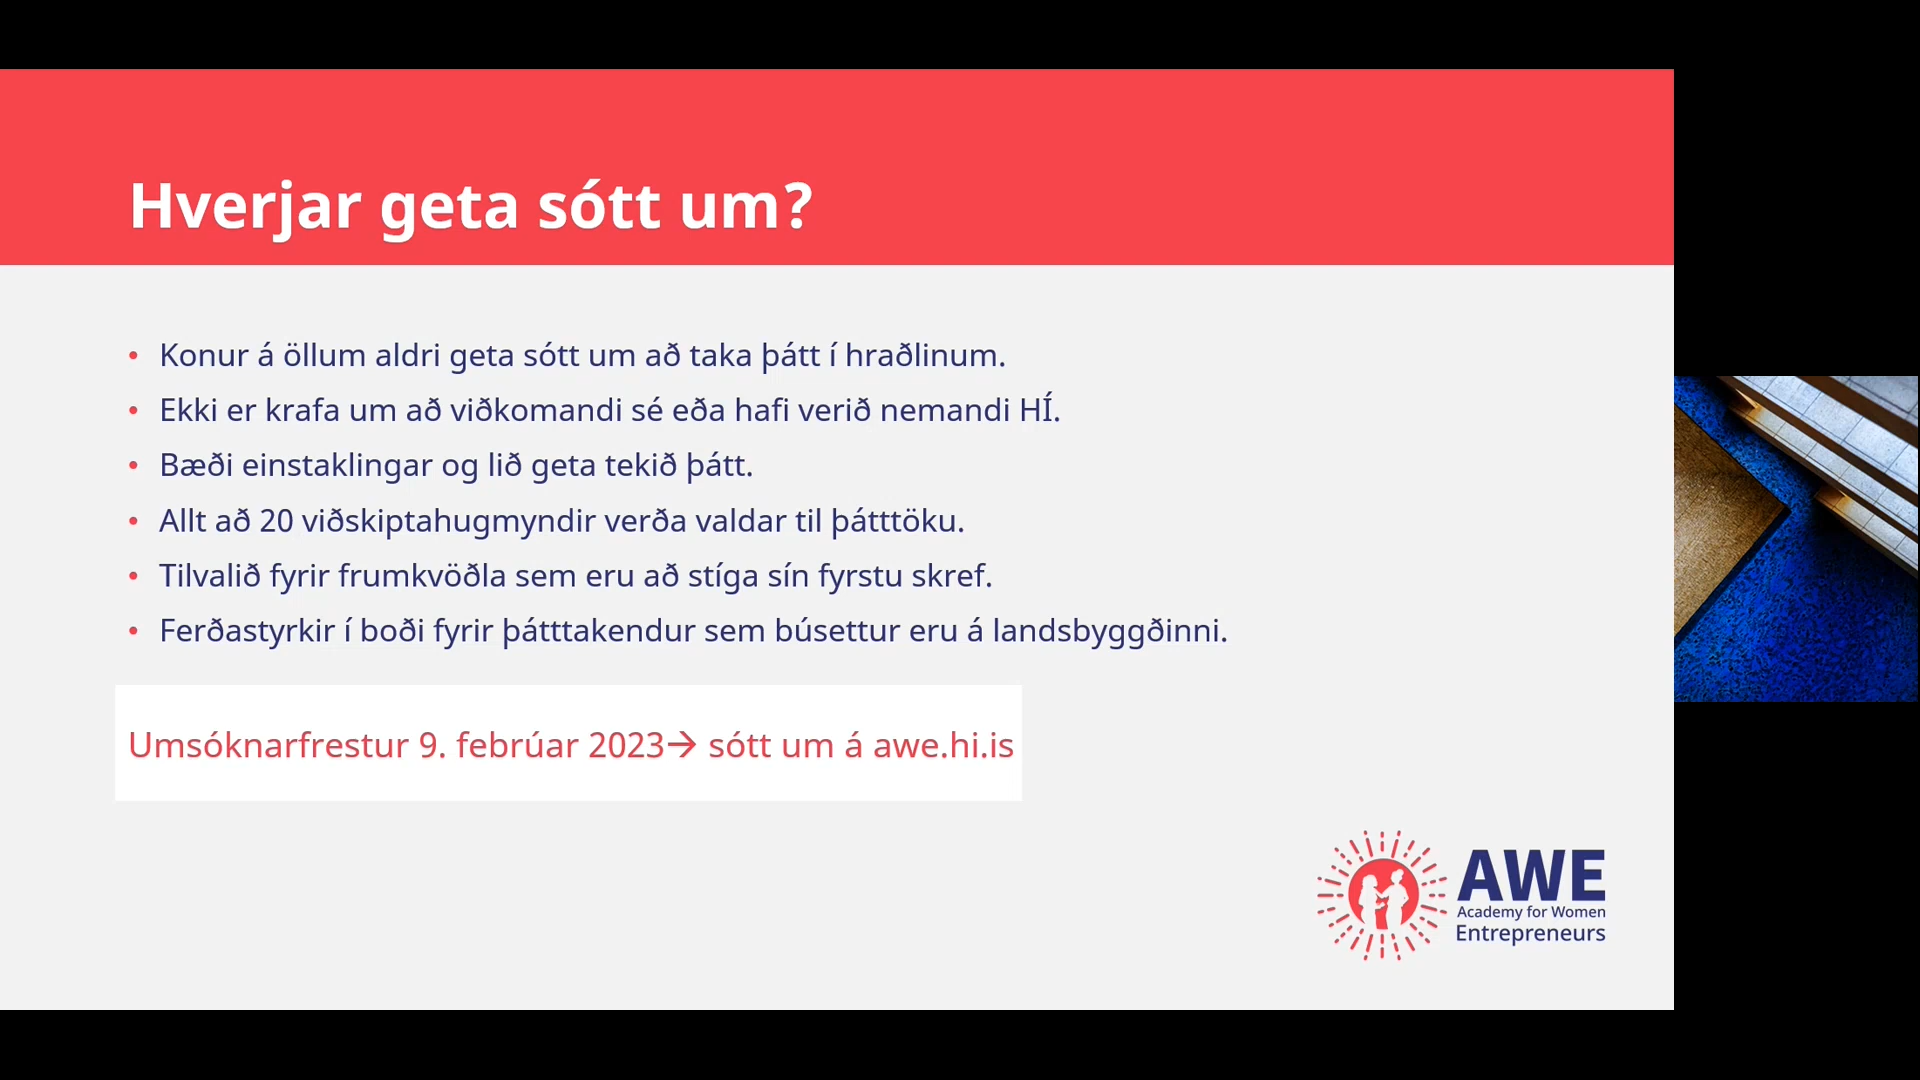 Hverjar geta sótt um?
• Konur á öllum aldri geta sótt um að taka þátt í hraðlinum.
• Ekki er krafa um að viðkomandi sé eða hafi verið nemandi HÍ.
• Bæði einstaklingar og lið geta tekið þátt.
• Allt að 20 viðskiptahugmyndir verða valdar til þátttöku.
• Tilvalið fyrir frumkvöðla sem eru að stíga sín fyrstu skref.
• Ferðastyrkir í boði fyrir þátttakendur sem búsettur eru á landsbyggðinni.
Umsóknarfrestur 9. febrúar 2023→ sótt um á awe.hi.is
AWE
Academy for Women
Entrepreneurs